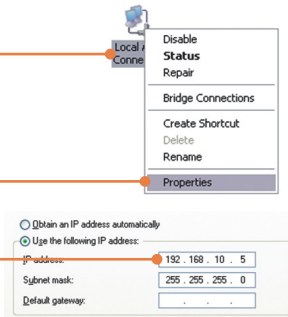 Disable
Local A
Conne
Status
Repair
Bridge Connections
Create Shortcut
Delete
Rename
Properties
Obtain an IP address automatically
Use the following IP address:
IP address: 192 . 168 . 10 . 5
Subnet mask: 255 . 255 . 255 . 0
Default gateway: . . .